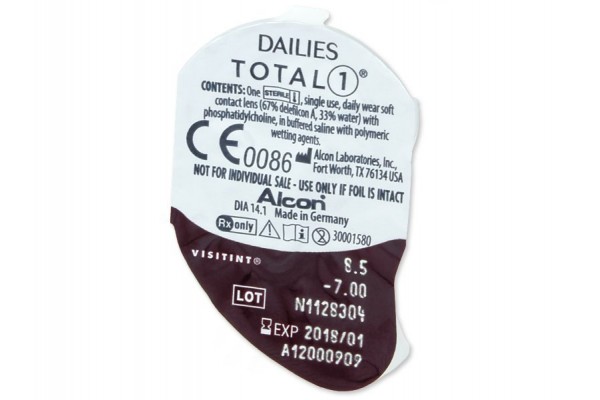 DAILIES
TOTAL 1®
CONTENTS: One STERILE, single use, daily wear soft
contact lens (67% delefilcon A, 33% water) with
phosphatidylcholine, in buffered saline with polymeric
wetting agents.
CE 0086 Alcon Laboratories, Inc.,
Fort Worth, TX 76134 USA
NOT FOR INDIVIDUAL SALE - USE ONLY IF FOIL IS INTACT
Alcon
DIA 14.1 Made in Germany
Rx only 30001580
VISITINT®
8.5
-7.00
LOT N1128304
EXP 2018/01
A12000909